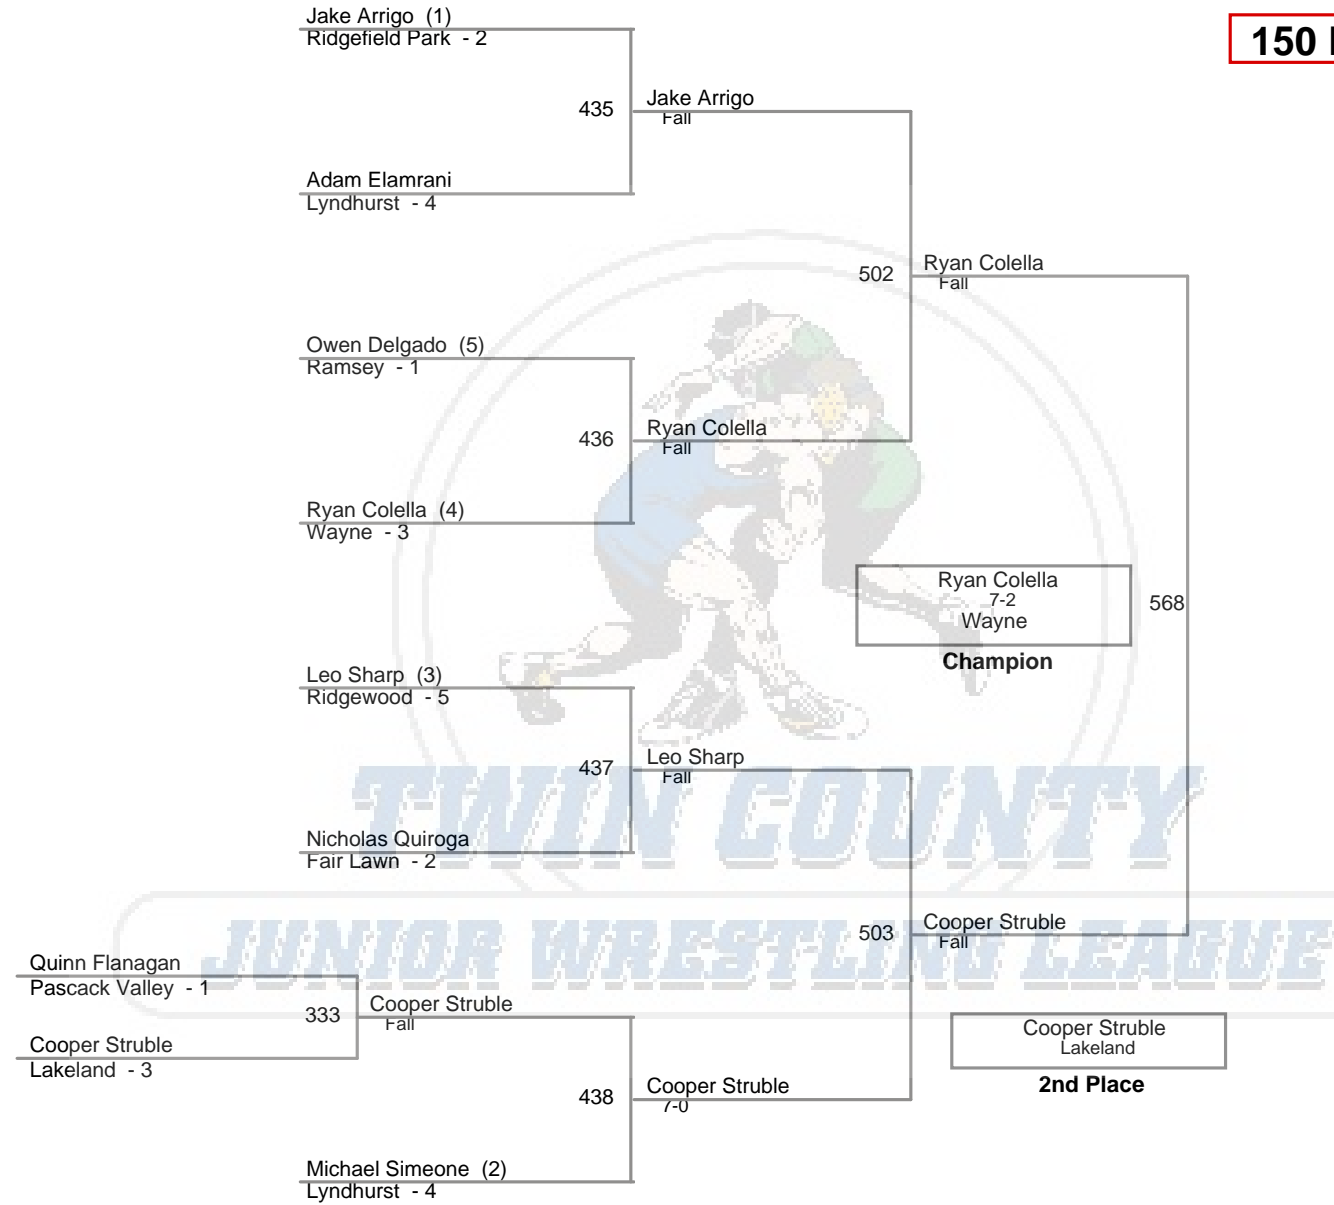 Jake Arrigo (1)
Ridgefield Park - 2
150
435
Jake Arrigo
Fall
Adam Elamrani
Lyndhurst - 4
502
Ryan Colella
Fall
Owen Delgado (5)
Ramsey - 1
436
Ryan Colella
Fall
Ryan Colella (4)
Wayne - 3
Ryan Colella
7-2
Wayne
568
Champion
Leo Sharp (3)
Ridgewood - 5
437
Leo Sharp
Fall
TWIN COUNTY
Nicholas Quiroga
Fair Lawn - 2
503
Cooper Struble
Fall
JUNIOR WRESTLING LEAGUE
Quinn Flanagan
Pascack Valley - 1
333
Cooper Struble
Fall
Cooper Struble
Lakeland - 3
Cooper Struble
Lakeland
2nd Place
438
Cooper Struble
7-0
Michael Simeone (2)
Lyndhurst - 4